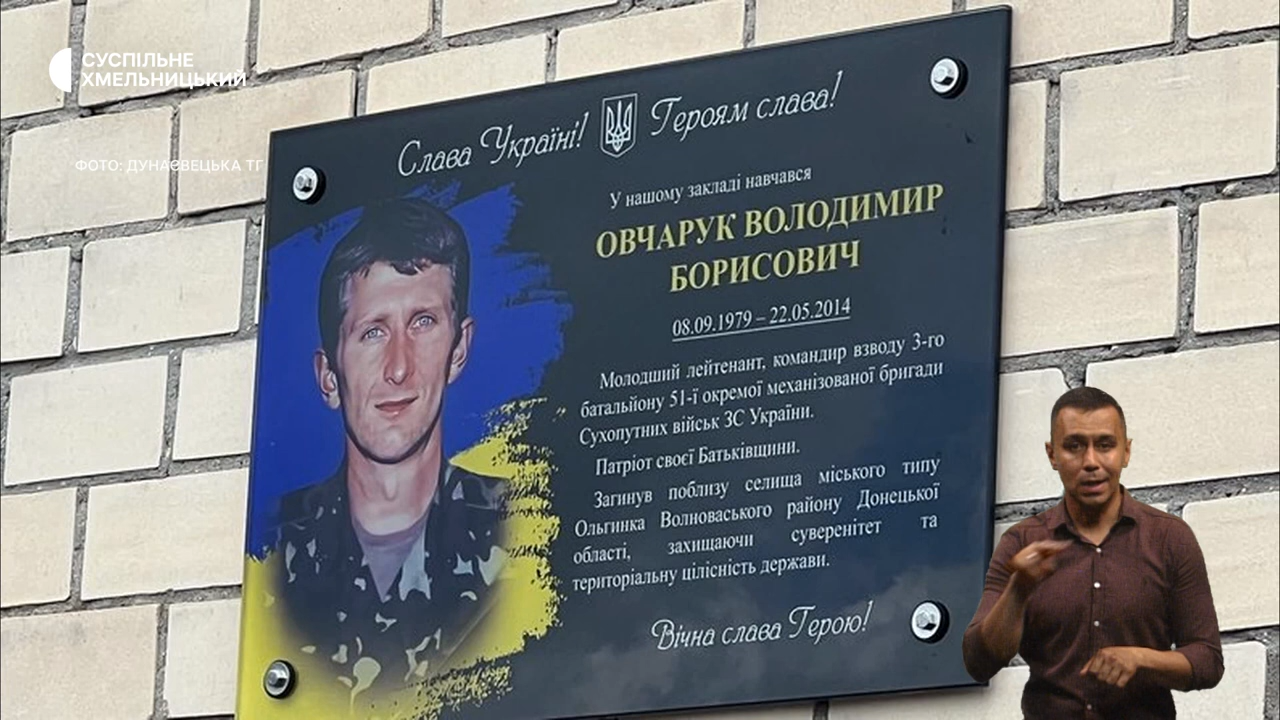 СУСПІЛЬНЕ
ХМЕЛЬНИЦЬКИЙ
ФОТО: ДУНАЄВЕЦЬКА ТГ
Слава Україні! Героям слава!
У нашому закладі навчався
ОВЧАРУК ВОЛОДИМИР
БОРИСОВИЧ
08.09.1979 – 22.05.2014
Молодший лейтенант, командир взводу 3-го
батальйону 51-ї окремої механізованої бригади
Сухопутних військ ЗС України.
Патріот своєї Батьківщини.
Загинув поблизу селища міського типу
Ольгинка Волноваського району Донецької
області, захищаючи суверенітет та
територіальну цілісність держави.
Вічна слава Герою!